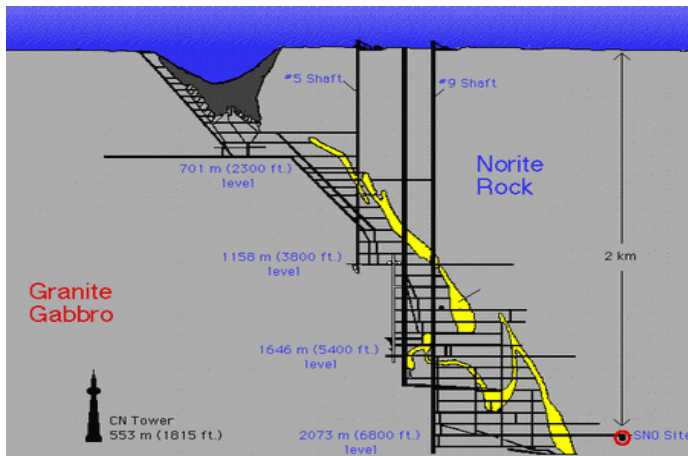 #5 Shaft
#9 Shaft
701 m (2300 ft.)
level
Norite
Rock
1158 m (3800 ft.)
level
2 km
Granite
Gabbro
1646 m (5400 ft.)
level
CN Tower
553 m (1815 ft.)
2073 m (6800 ft.)
level
SNO Site